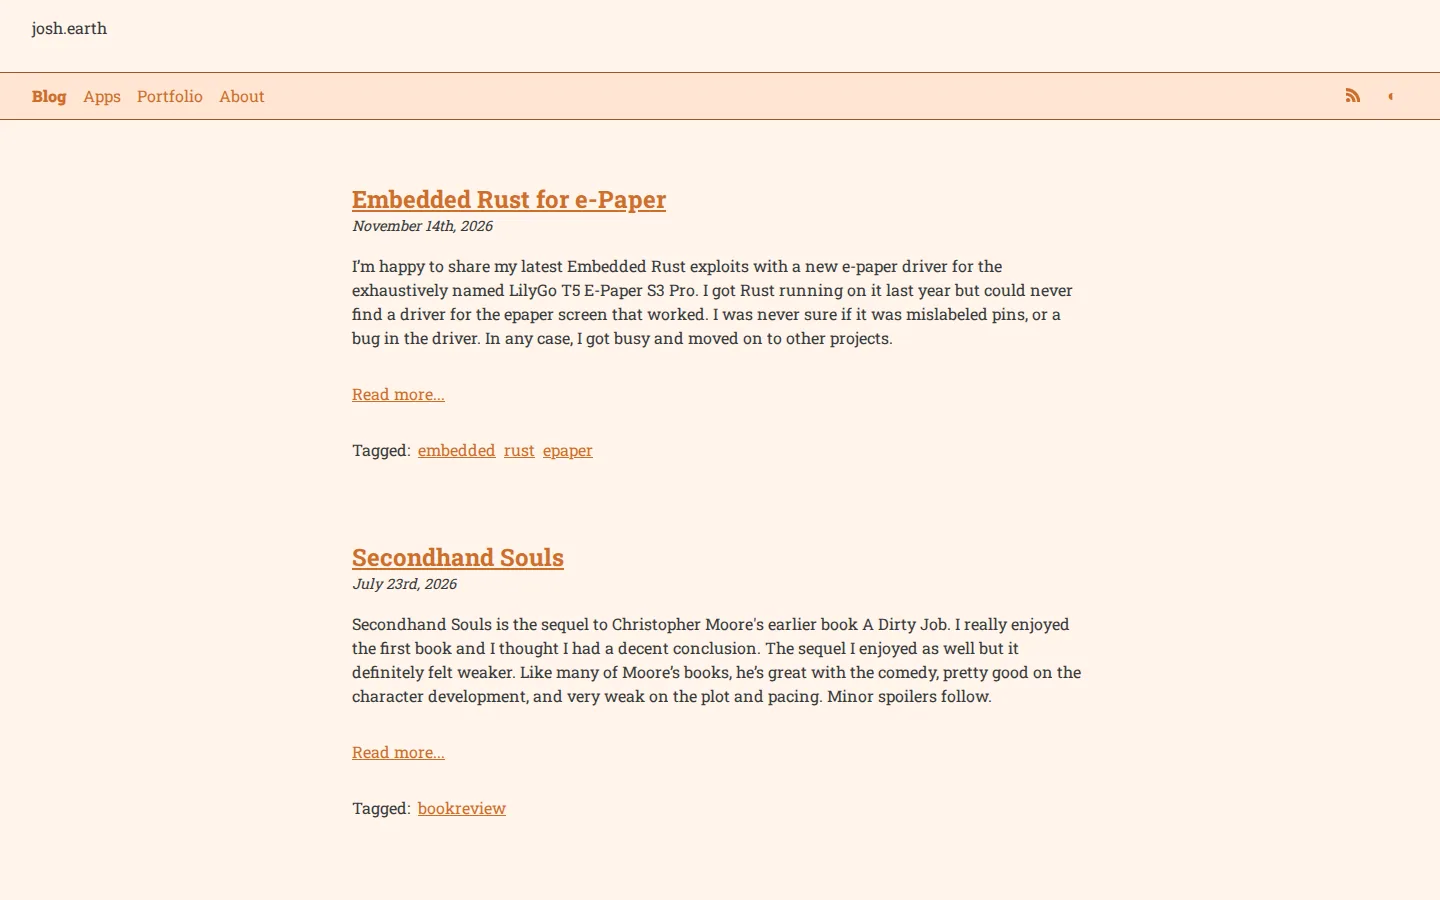 josh.earth
Blog Apps Portfolio About
Embedded Rust for e-Paper
November 14th, 2026
I’m happy to share my latest Embedded Rust exploits with a new e-paper driver for the
exhaustively named LilyGo T5 E-Paper S3 Pro. I got Rust running on it last year but could never
find a driver for the epaper screen that worked. I was never sure if it was mislabeled pins, or a
bug in the driver. In any case, I got busy and moved on to other projects.
Read more...
Tagged: embedded rust epaper
Secondhand Souls
July 23rd, 2026
Secondhand Souls is the sequel to Christopher Moore's earlier book A Dirty Job. I really enjoyed
the first book and I thought I had a decent conclusion. The sequel I enjoyed as well but it
definitely felt weaker. Like many of Moore’s books, he’s great with the comedy, pretty good on the
character development, and very weak on the plot and pacing. Minor spoilers follow.
Read more...
Tagged: bookreview